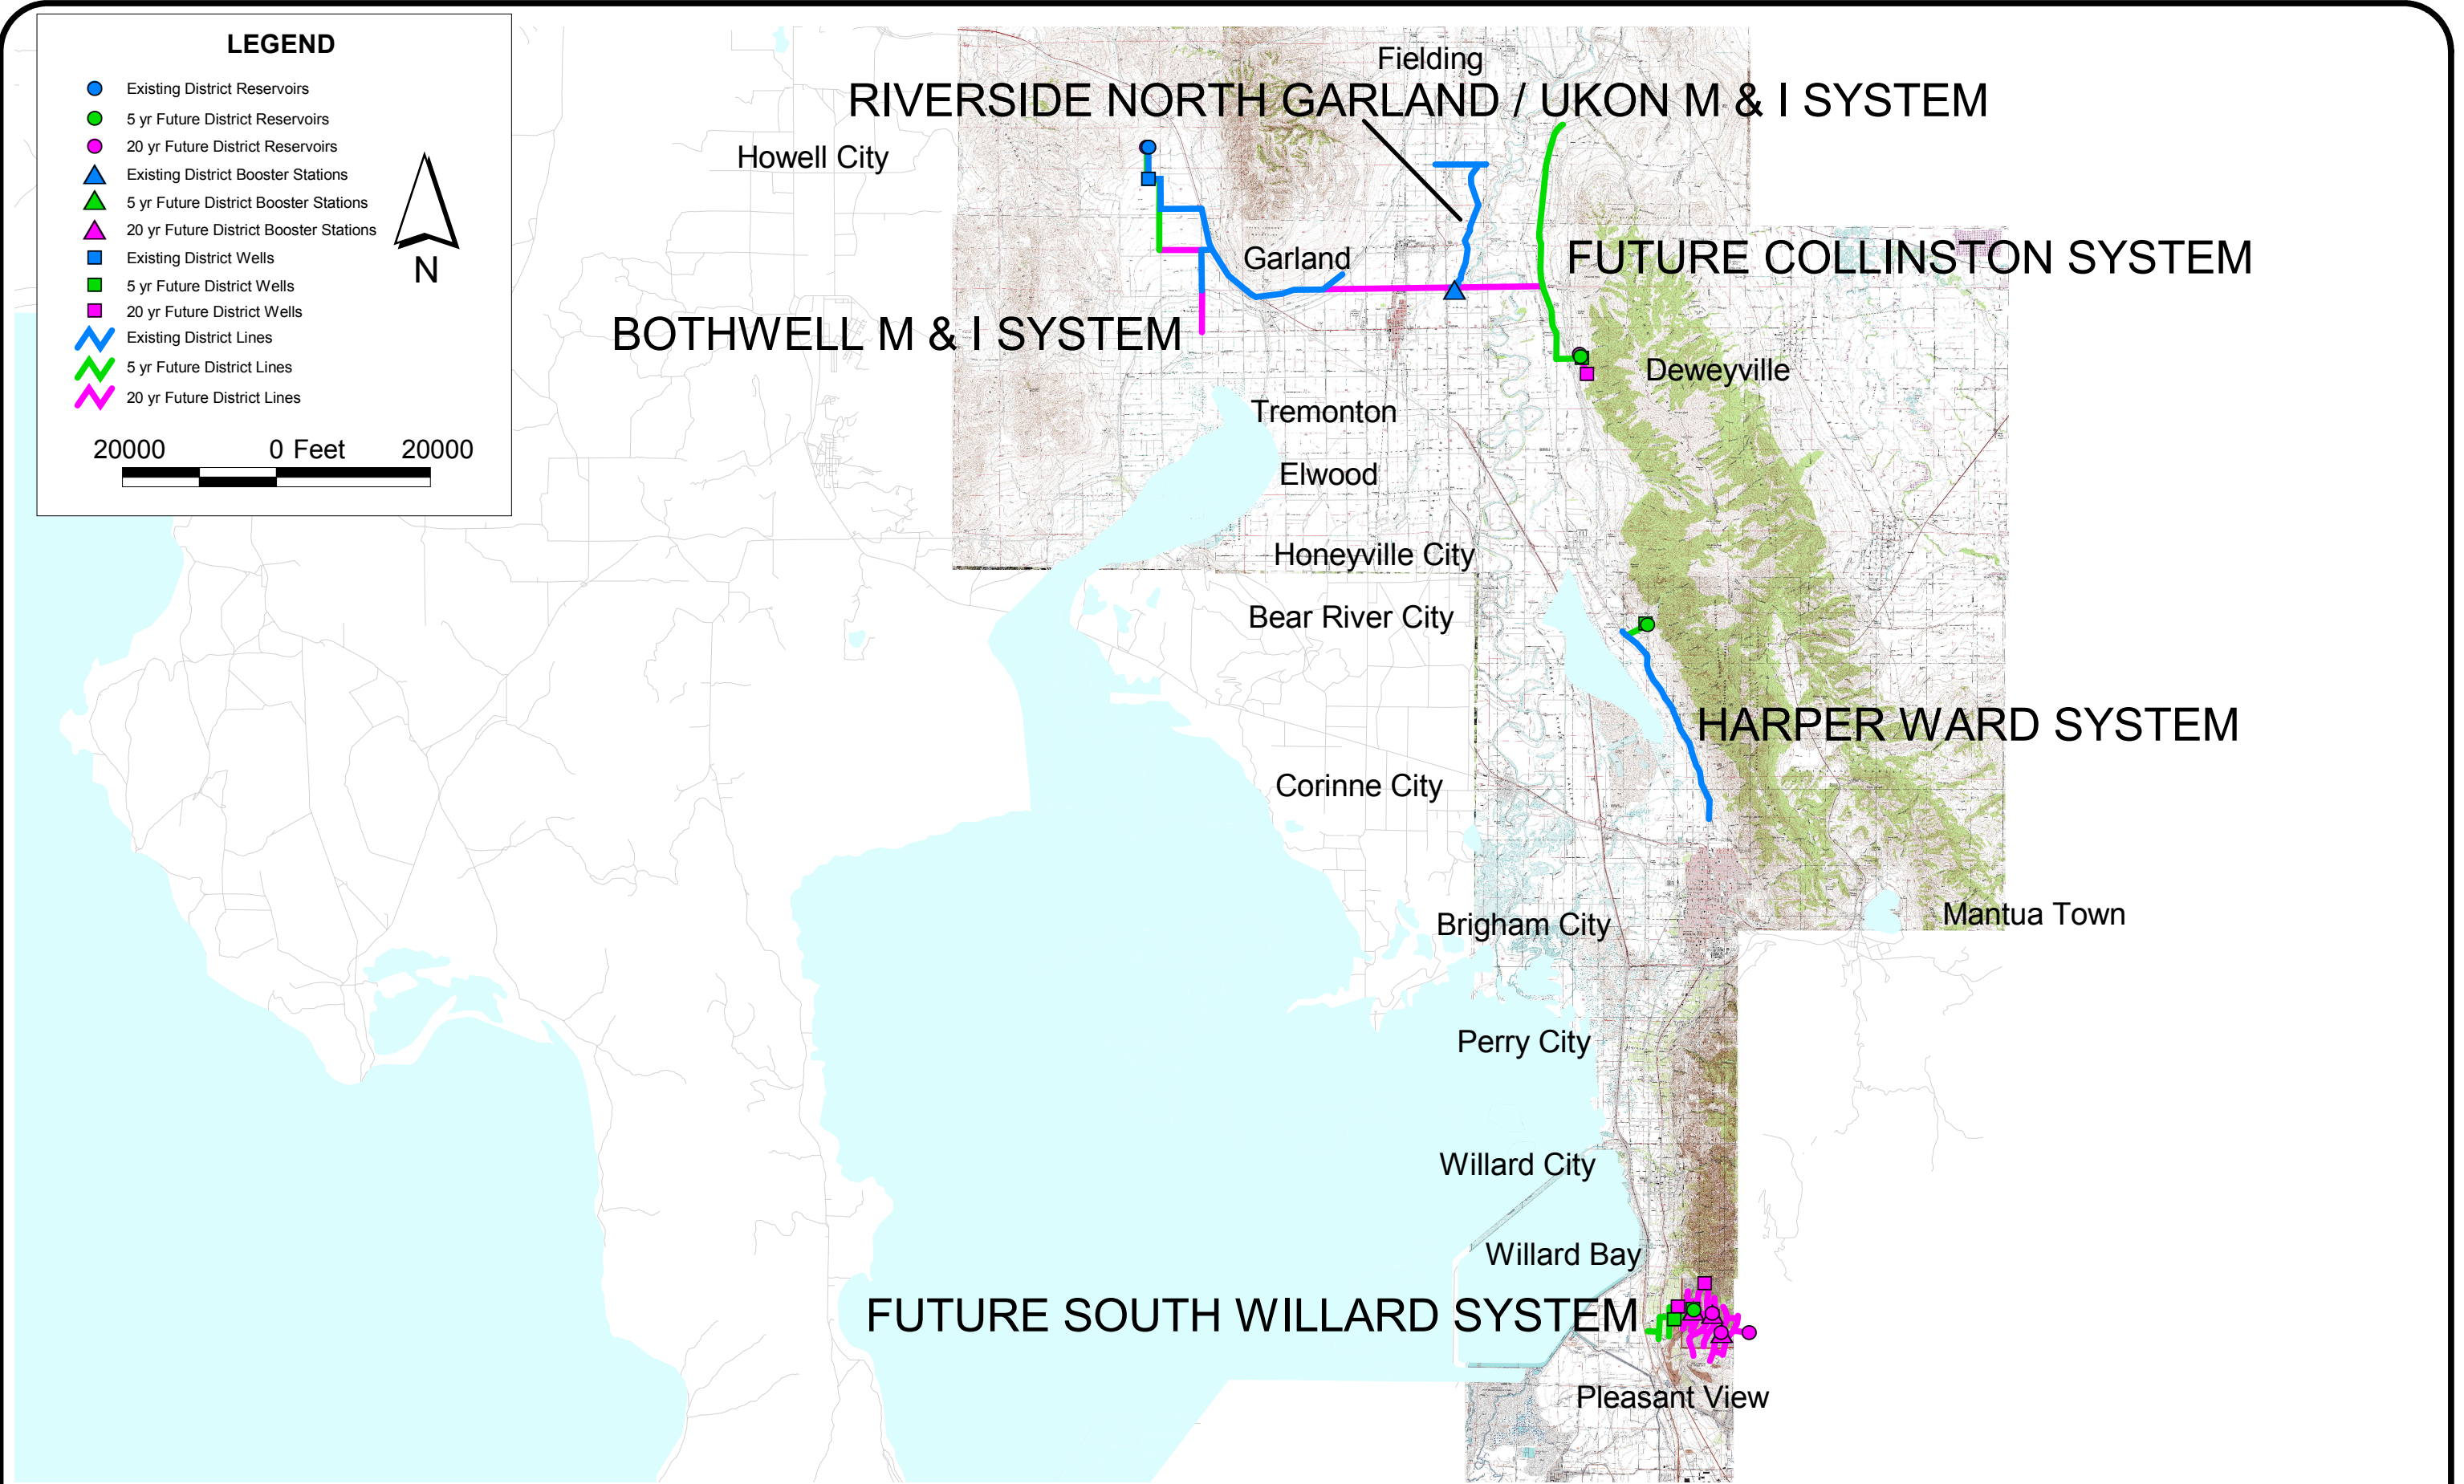 LEGEND
Existing District Reservoirs
5 yr Future District Reservoirs
20 yr Future District Reservoirs
Existing District Booster Stations
5 yr Future District Booster Stations
20 yr Future District Booster Stations
Existing District Wells
5 yr Future District Wells
20 yr Future District Wells
Existing District Lines
5 yr Future District Lines
20 yr Future District Lines
N
20000 0 Feet 20000
Fielding
RIVERSIDE NORTH GARLAND / UKON M & I SYSTEM
Howell City
Garland
FUTURE COLLINSTON SYSTEM
BOTHWELL M & I SYSTEM
Deweyville
Tremonton
Elwood
Honeyville City
Bear River City
HARPER WARD SYSTEM
Corinne City
Brigham City
Mantua Town
Perry City
Willard City
Willard Bay
FUTURE SOUTH WILLARD SYSTEM
Pleasant View